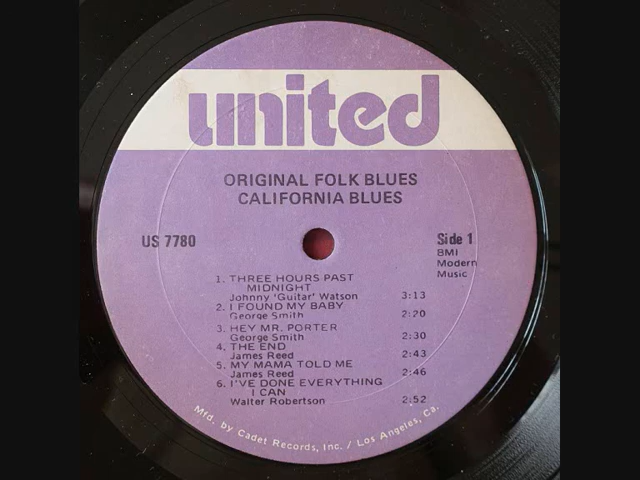 united
ORIGINAL FOLK BLUES
CALIFORNIA BLUES
US 7780
Side 1
BMI
Modern
Music
1. THREE HOURS PAST
MIDNIGHT
Johnny 'Guitar' Watson 3:13
2. I FOUND MY BABY
George Smith 2:20
3. HEY MR. PORTER
George Smith 2:30
4. THE END
James Reed 2:43
5. MY MAMA TOLD ME
James Reed 2:46
6. I'VE DONE EVERYTHING
I CAN
Walter Robertson 2:52
Mfd. by Cadet Records, Inc. / Los Angeles, Ca.